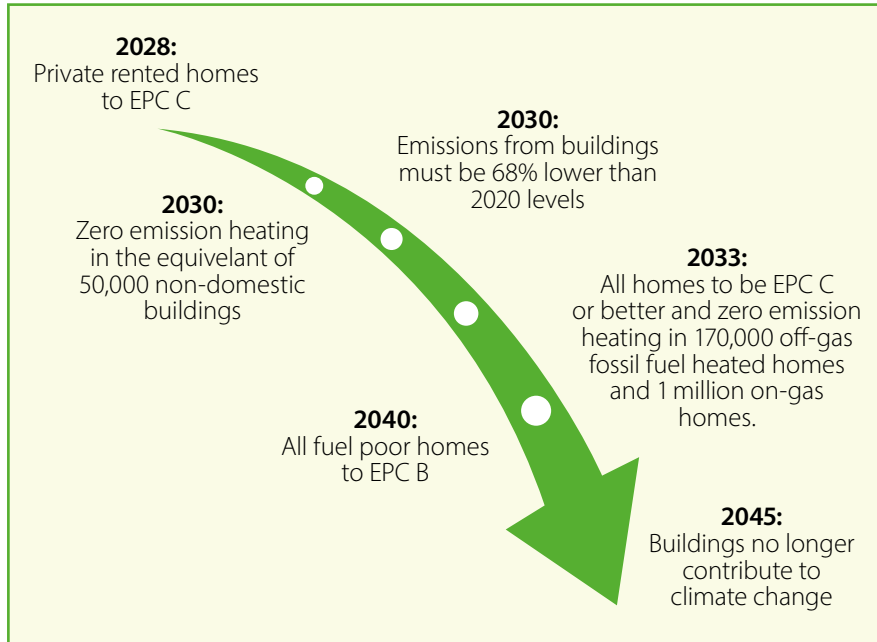 2028:
Private rented homes
to EPC C
2030:
Zero emission heating
in the equivelant of
50,000 non-domestic
buildings
2030:
Emissions from buildings
must be 68% lower than
2020 levels
2033:
All homes to be EPC C
or better and zero emission
heating in 170,000 off-gas
fossil fuel heated homes
and 1 million on-gas
homes.
2040:
All fuel poor homes
to EPC B
2045:
Buildings no longer
contribute to
climate change